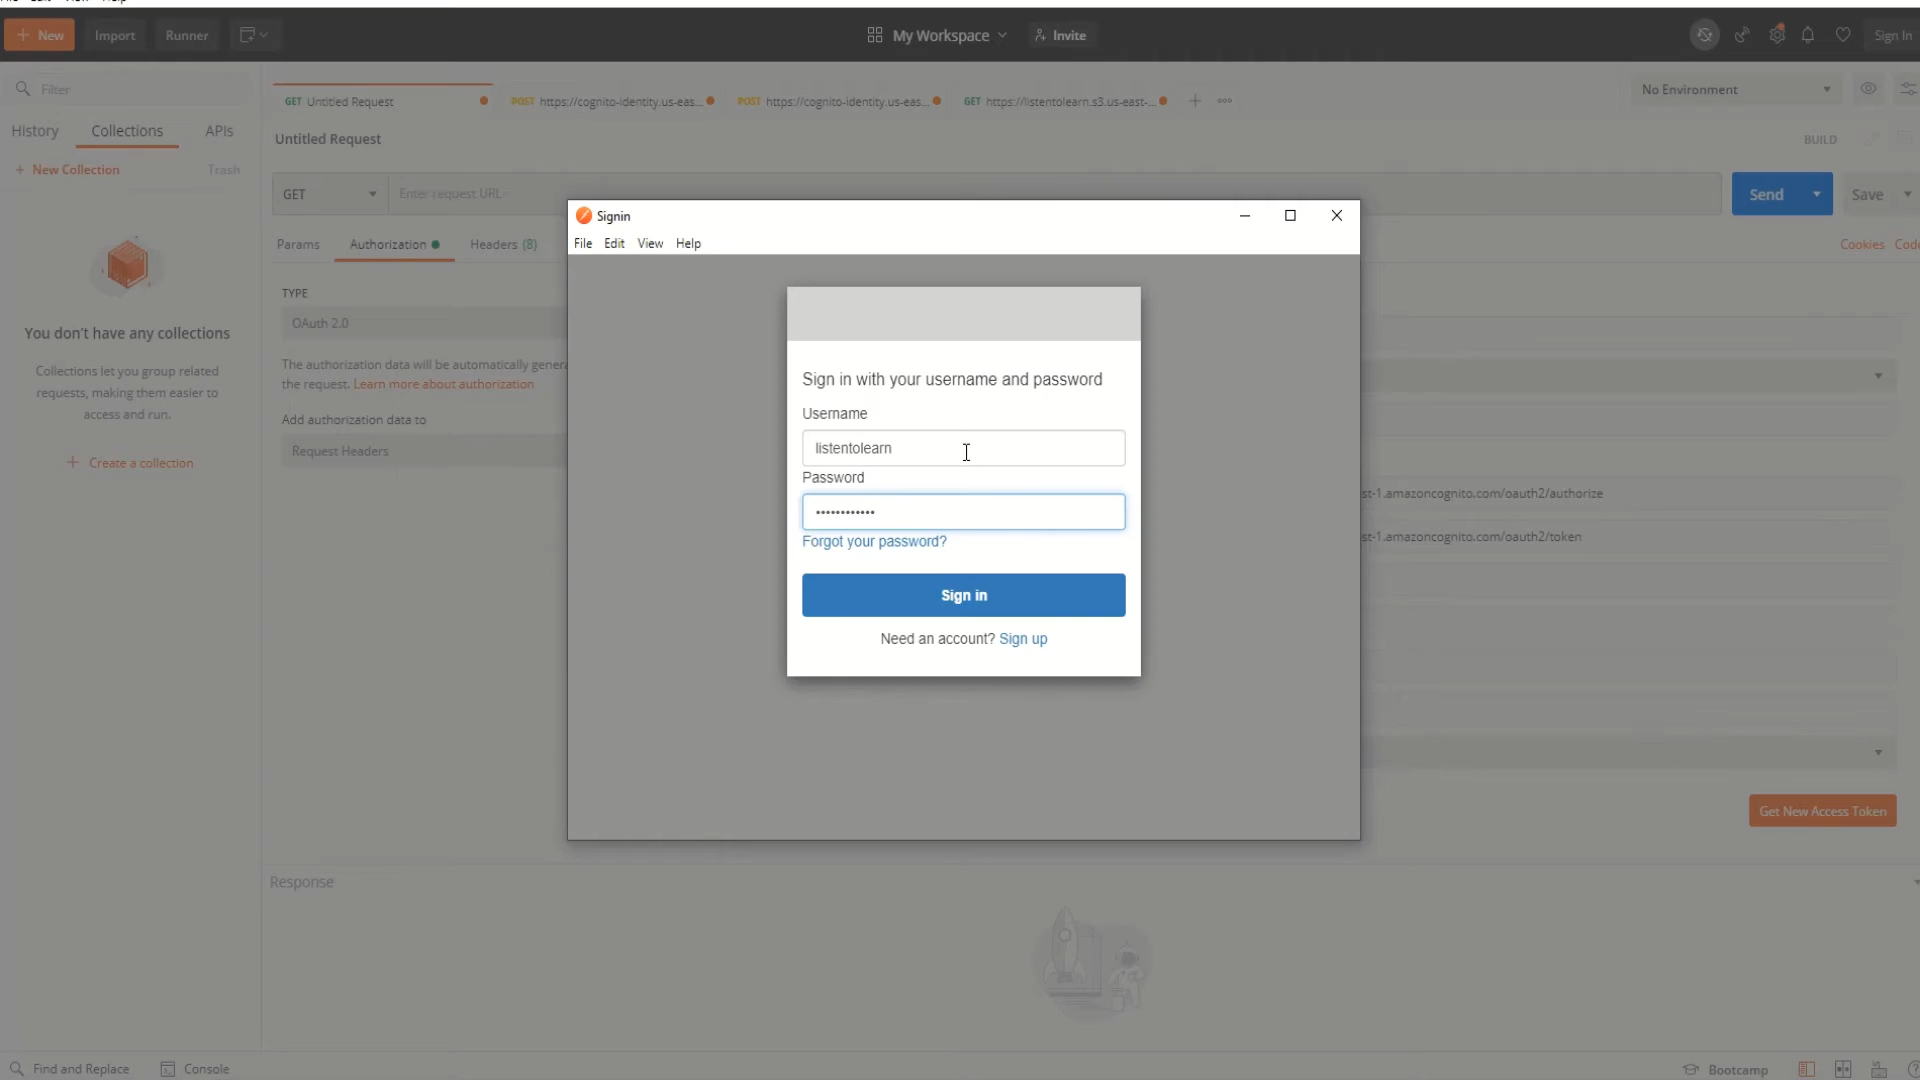 New
Import
Runner
My Workspace
Invite
Sign In
Filter
GET Untitled Request
POST https://cognito-identity.us-eas...
POST https://cognito-identity.us-eas...
GET https://listentolearn.s3.us-east-...
No Environment
History
Collections
APIs
Untitled Request
BUILD
+ New Collection
Trash
GET
Enter request URL
Send
Save
Signin
File Edit View Help
Params
Authorization
Headers (8)
Cookies
Code
TYPE
OAuth 2.0
You don't have any collections
Collections let you group related
requests, making them easier to
access and run.
+ Create a collection
The authorization data will be automatically genera
the request. Learn more about authorization
Add authorization data to
Request Headers
Sign in with your username and password
Username
listentolearn
Password
••••••••••••
Forgot your password?
Sign in
Need an account? Sign up
st-1.amazoncognito.com/oauth2/authorize
st-1.amazoncognito.com/oauth2/token
Get New Access Token
Response
Find and Replace
Console
Bootcamp